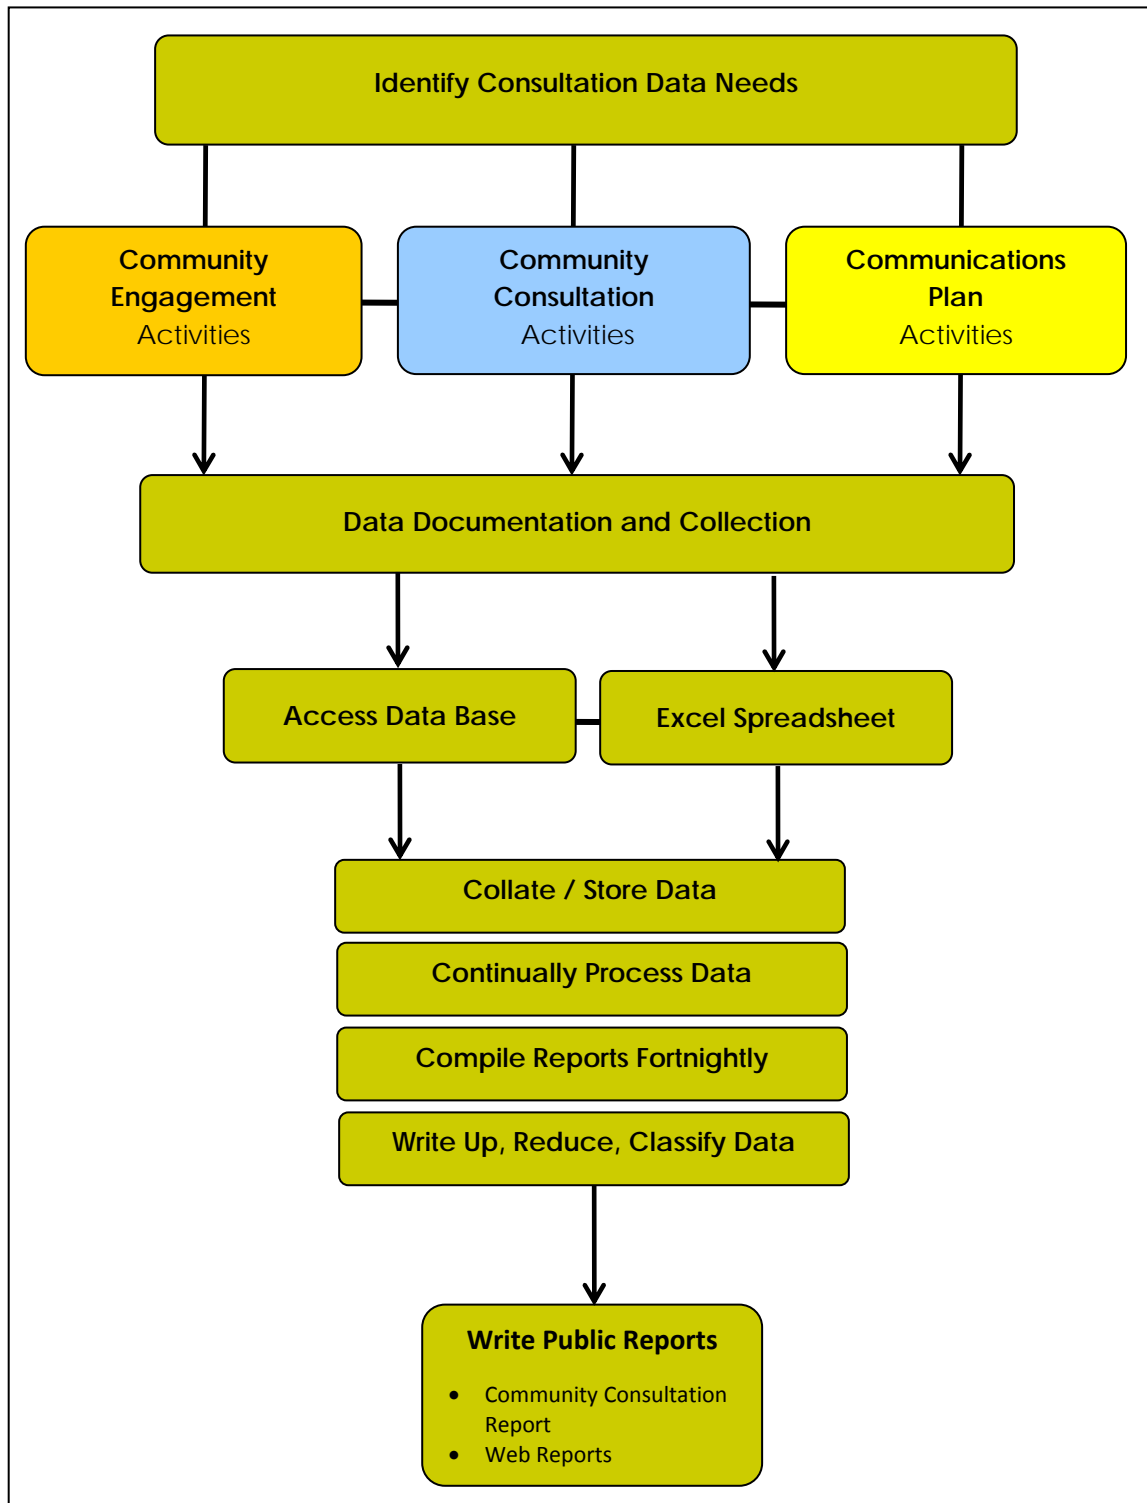 Identify Consultation Data Needs
Community
Engagement
Activities
Community
Consultation
Activities
Communications
Plan
Activities
Data Documentation and Collection
Access Data Base
Excel Spreadsheet
Collate / Store Data
Continually Process Data
Compile Reports Fortnightly
Write Up, Reduce, Classify Data
Write Public Reports
• Community Consultation
Report
• Web Reports